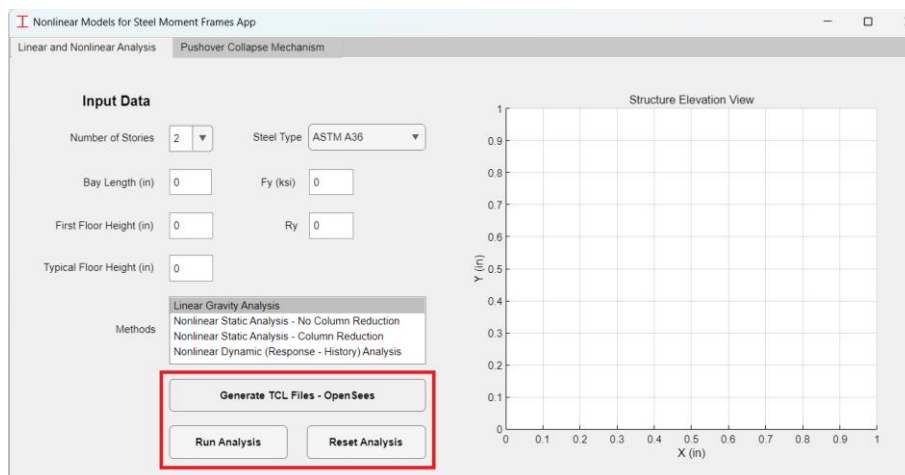 Nonlinear Models for Steel Moment Frames App
Linear and Nonlinear Analysis
Pushover Collapse Mechanism
Input Data
Number of Stories
2
Steel Type
ASTM A36
Bay Length (in)
0
Fy (ksi)
0
First Floor Height (in)
0
Ry
0
Typical Floor Height (in)
0
Methods
Linear Gravity Analysis
Nonlinear Static Analysis - No Column Reduction
Nonlinear Static Analysis - Column Reduction
Nonlinear Dynamic (Response - History) Analysis
Generate TCL Files - OpenSees
Run Analysis
Reset Analysis
Structure Elevation View
Y (in)
1
0.9
0.8
0.7
0.6
0.5
0.4
0.3
0.2
0.1
0
0 0.1 0.2 0.3 0.4 0.5 0.6 0.7 0.8 0.9 1
X (in)